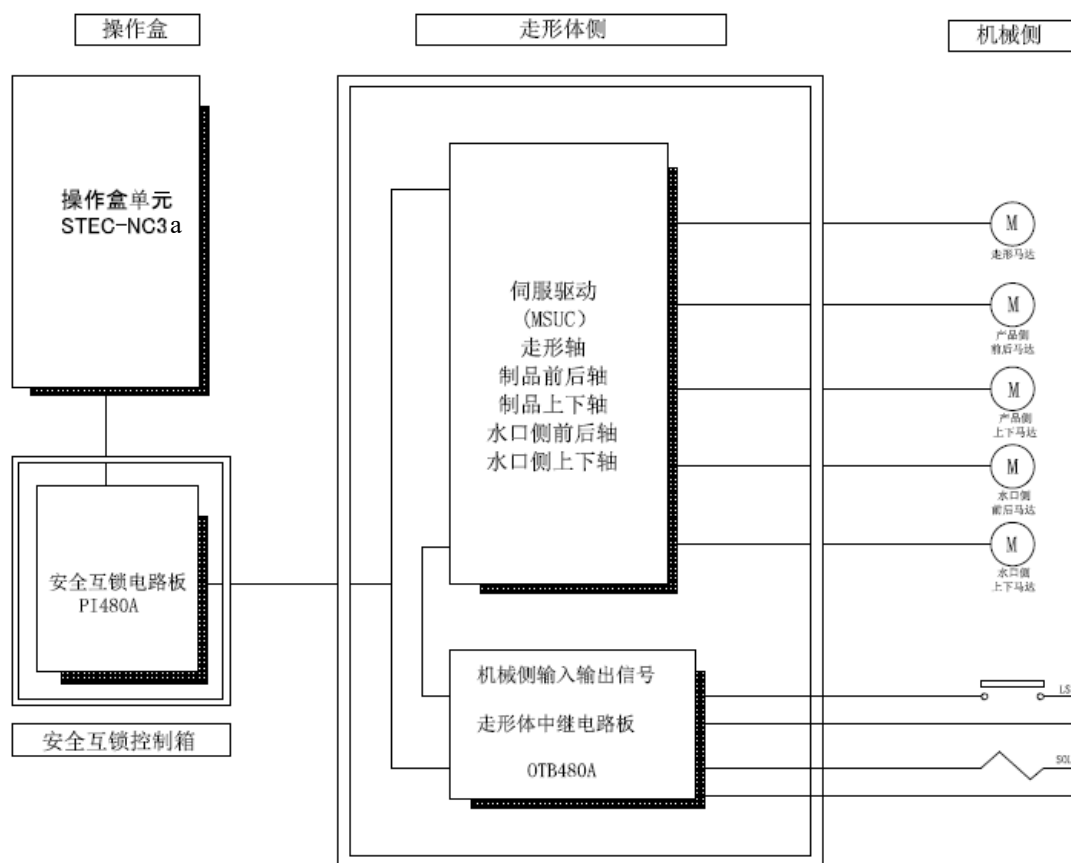 操作盒
走形体侧
机械侧
操作盒单元
STEC-NC3a
伺服驱动
(MSUC)
走形轴
制品前后轴
制品上下轴
水口侧前后轴
水口侧上下轴
M
走形马达
M
产品侧
前后马达
M
产品侧
上下马达
M
水口侧
前后马达
M
水口侧
上下马达
安全互锁电路板
PI480A
安全互锁控制箱
机械侧输入输出信号
走形体中继电路板
OTB480A
LS
SOL